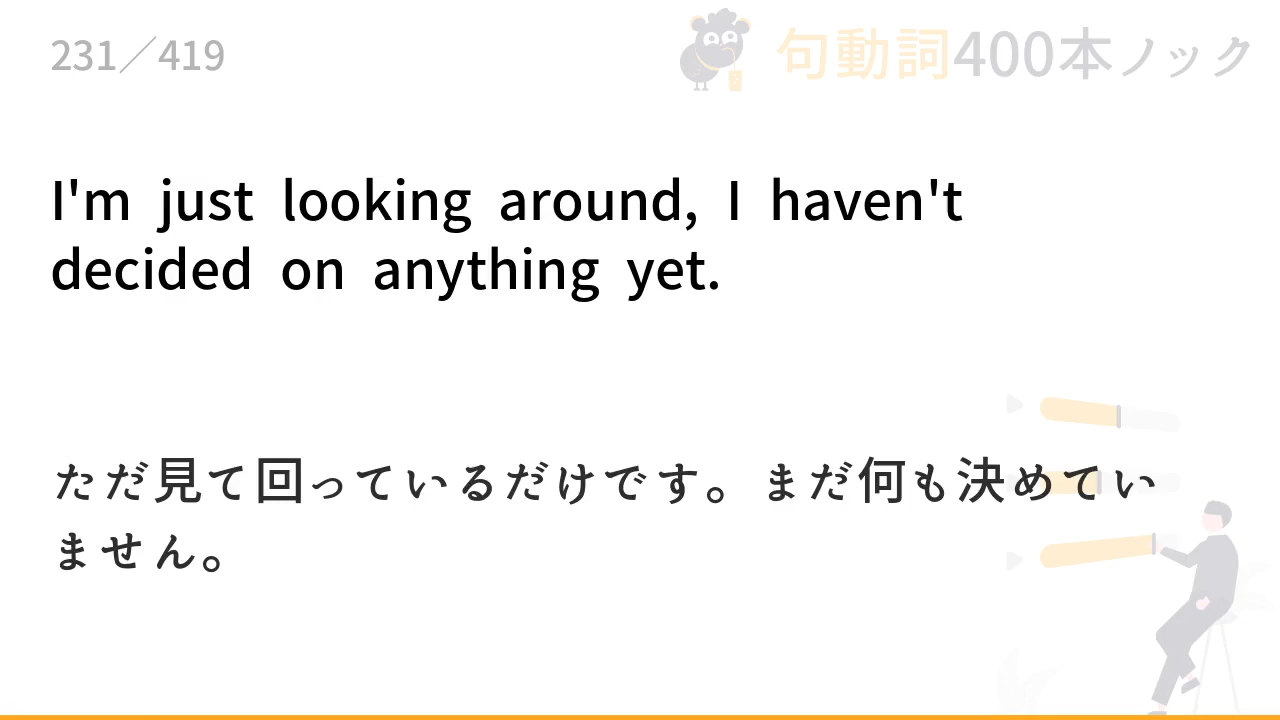 231／419
句動詞400本ノック
I'm just looking around, I haven't
decided on anything yet.
ただ見て回っているだけです。まだ何も決めてい
ません。